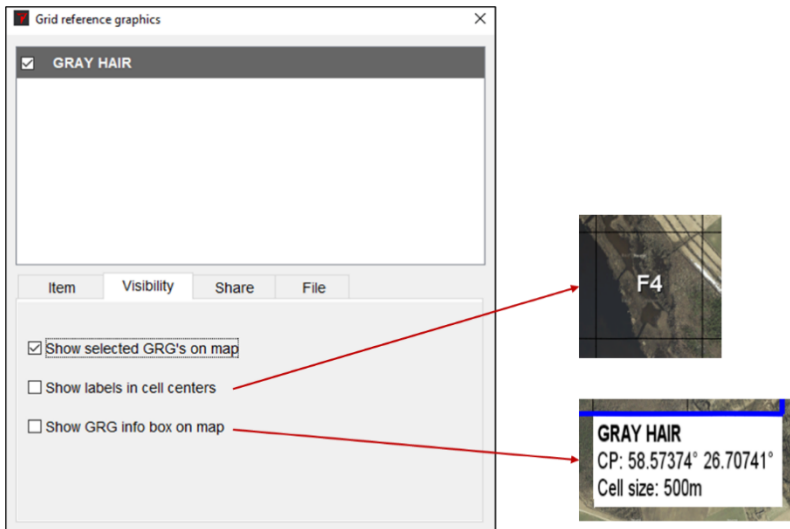 Grid reference graphics
GRAY HAIR
Item Visibility Share File
Show selected GRG's on map
Show labels in cell centers
Show GRG info box on map
F4
GRAY HAIR
CP: 58.57374° 26.70741°
Cell size: 500m